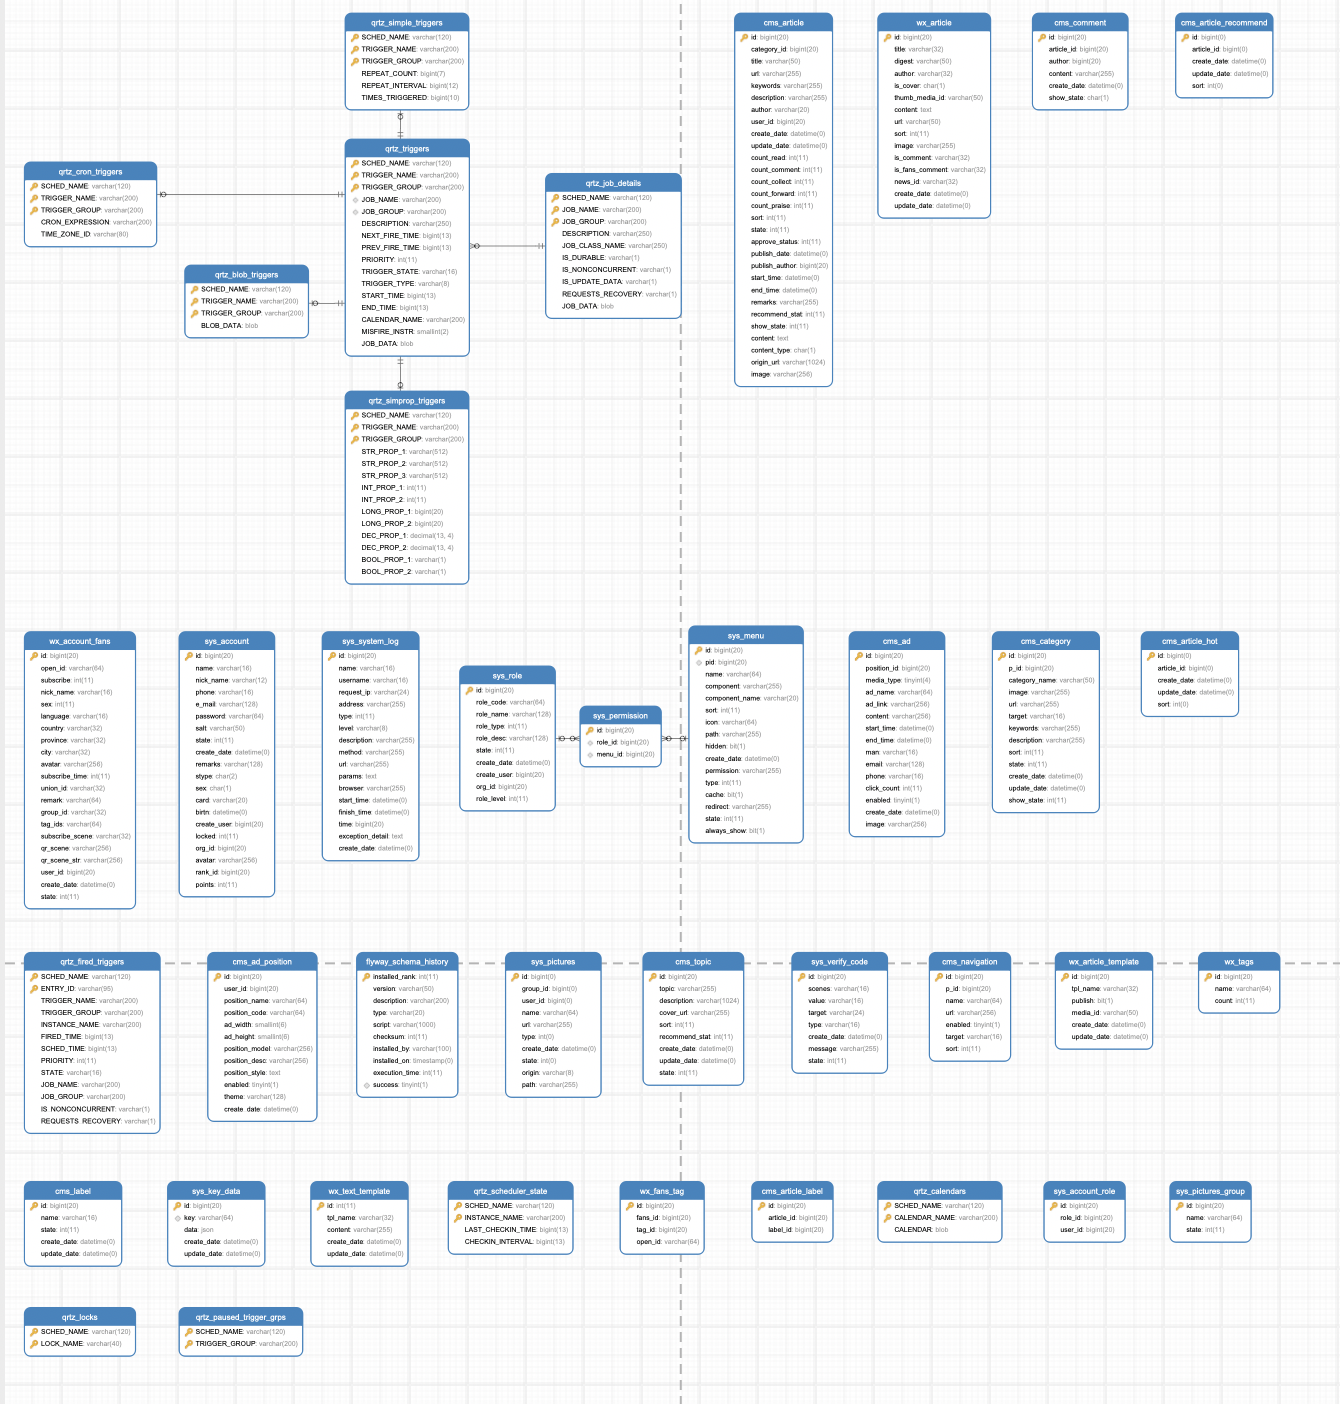 qrtz_simple_triggers
SCHED_NAME: varchar(120)
TRIGGER_NAME: varchar(200)
TRIGGER_GROUP: varchar(200)
REPEAT_COUNT: bigint(7)
REPEAT_INTERVAL: bigint(12)
TIMES_TRIGGERED: bigint(10)
cms_article
id: bigint(20)
category_id: bigint(20)
title: varchar(50)
url: varchar(255)
keywords: varchar(255)
description: varchar(255)
author: varchar(20)
user_id: bigint(20)
create_date: datetime(0)
update_date: datetime(0)
count_read: int(11)
count_comment: int(11)
count_collect: int(11)
count_forward: int(11)
count_praise: int(11)
sort: int(11)
state: int(11)
approve_status: int(11)
publish_date: datetime(0)
publish_author: bigint(20)
start_time: datetime(0)
end_time: datetime(0)
remarks: varchar(255)
recommend_stat: int(11)
show_state: int(11)
content: text
content_type: char(1)
origin_url: varchar(1024)
image: varchar(256)
wx_article
id: bigint(20)
title: varchar(32)
digest: varchar(50)
author: varchar(32)
is_cover: char(1)
thumb_media_id: varchar(50)
content: text
url: varchar(50)
sort: int(11)
image: varchar(255)
is_comment: varchar(32)
is_fans_comment: varchar(32)
news_id: varchar(32)
create_date: datetime(0)
update_date: datetime(0)
cms_comment
id: bigint(20)
article_id: bigint(20)
author: bigint(20)
content: varchar(255)
create_date: datetime(0)
show_state: char(1)
cms_article_recommend
id: bigint(0)
article_id: bigint(0)
create_date: datetime(0)
update_date: datetime(0)
sort: int(0)
qrtz_triggers
SCHED_NAME: varchar(120)
TRIGGER_NAME: varchar(200)
TRIGGER_GROUP: varchar(200)
JOB_NAME: varchar(200)
JOB_GROUP: varchar(200)
DESCRIPTION: varchar(250)
NEXT_FIRE_TIME: bigint(13)
PREV_FIRE_TIME: bigint(13)
PRIORITY: int(11)
TRIGGER_STATE: varchar(16)
TRIGGER_TYPE: varchar(8)
START_TIME: bigint(13)
END_TIME: bigint(13)
CALENDAR_NAME: varchar(200)
MISFIRE_INSTR: smallint(2)
JOB_DATA: blob
qrtz_cron_triggers
SCHED_NAME: varchar(120)
TRIGGER_NAME: varchar(200)
TRIGGER_GROUP: varchar(200)
CRON_EXPRESSION: varchar(200)
TIME_ZONE_ID: varchar(80)
qrtz_job_details
SCHED_NAME: varchar(120)
JOB_NAME: varchar(200)
JOB_GROUP: varchar(200)
DESCRIPTION: varchar(250)
JOB_CLASS_NAME: varchar(250)
IS_DURABLE: varchar(1)
IS_NONCONCURRENT: varchar(1)
IS_UPDATE_DATA: varchar(1)
REQUESTS_RECOVERY: varchar(1)
JOB_DATA: blob
qrtz_blob_triggers
SCHED_NAME: varchar(120)
TRIGGER_NAME: varchar(200)
TRIGGER_GROUP: varchar(200)
BLOB_DATA: blob
qrtz_simprop_triggers
SCHED_NAME: varchar(120)
TRIGGER_NAME: varchar(200)
TRIGGER_GROUP: varchar(200)
STR_PROP_1: varchar(512)
STR_PROP_2: varchar(512)
STR_PROP_3: varchar(512)
INT_PROP_1: int(11)
INT_PROP_2: int(11)
LONG_PROP_1: bigint(20)
LONG_PROP_2: bigint(20)
DEC_PROP_1: decimal(13, 4)
DEC_PROP_2: decimal(13, 4)
BOOL_PROP_1: varchar(1)
BOOL_PROP_2: varchar(1)
wx_account_fans
id: bigint(20)
open_id: varchar(64)
subscribe: int(11)
nick_name: varchar(16)
sex: int(11)
language: varchar(16)
country: varchar(32)
province: varchar(32)
city: varchar(32)
avatar: varchar(256)
subscribe_time: int(11)
union_id: varchar(32)
remark: varchar(64)
group_id: varchar(32)
tag_ids: varchar(64)
subscribe_scene: varchar(32)
qr_scene: varchar(256)
qr_scene_str: varchar(256)
user_id: bigint(20)
create_date: datetime(0)
state: int(11)
sys_account
id: bigint(20)
name: varchar(16)
nick_name: varchar(12)
phone: varchar(16)
e_mail: varchar(128)
password: varchar(64)
salt: varchar(50)
state: int(11)
create_date: datetime(0)
remarks: varchar(128)
stype: char(2)
sex: char(1)
card: varchar(20)
birtn: datetime(0)
create_user: bigint(20)
locked: int(11)
org_id: bigint(20)
avatar: varchar(256)
rank_id: bigint(20)
points: int(11)
sys_system_log
id: bigint(20)
name: varchar(16)
username: varchar(16)
request_ip: varchar(24)
address: varchar(255)
type: int(11)
level: varchar(8)
description: varchar(255)
method: varchar(255)
url: varchar(255)
params: text
browser: varchar(255)
start_time: datetime(0)
finish_time: datetime(0)
time: bigint(20)
exception_detail: text
create_date: datetime(0)
sys_role
id: bigint(20)
role_code: varchar(64)
role_name: varchar(128)
role_type: int(11)
role_desc: varchar(128)
state: int(11)
create_date: datetime(0)
create_user: bigint(20)
org_id: bigint(20)
role_level: int(11)
sys_permission
id: bigint(20)
role_id: bigint(20)
menu_id: bigint(20)
sys_menu
id: bigint(20)
pid: bigint(20)
name: varchar(64)
component: varchar(255)
component_name: varchar(20)
sort: int(11)
icon: varchar(64)
path: varchar(255)
hidden: bit(1)
create_date: datetime(0)
permission: varchar(255)
type: int(11)
cache: bit(1)
redirect: varchar(255)
state: int(11)
always_show: bit(1)
cms_ad
id: bigint(20)
position_id: bigint(20)
media_type: tinyint(4)
ad_name: varchar(64)
ad_link: varchar(256)
content: varchar(256)
start_time: datetime(0)
end_time: datetime(0)
man: varchar(16)
email: varchar(128)
phone: varchar(16)
click_count: int(11)
enabled: tinyint(1)
create_date: datetime(0)
image: varchar(256)
cms_category
id: bigint(20)
p_id: bigint(20)
category_name: varchar(50)
image: varchar(255)
url: varchar(255)
target: varchar(16)
keywords: varchar(255)
description: varchar(255)
sort: int(11)
state: int(11)
create_date: datetime(0)
update_date: datetime(0)
show_state: int(11)
cms_article_hot
id: bigint(0)
article_id: bigint(0)
create_date: datetime(0)
update_date: datetime(0)
sort: int(0)
qrtz_fired_triggers
SCHED_NAME: varchar(120)
ENTRY_ID: varchar(95)
TRIGGER_NAME: varchar(200)
TRIGGER_GROUP: varchar(200)
INSTANCE_NAME: varchar(200)
FIRED_TIME: bigint(13)
SCHED_TIME: bigint(13)
PRIORITY: int(11)
STATE: varchar(16)
JOB_NAME: varchar(200)
JOB_GROUP: varchar(200)
IS_NONCONCURRENT: varchar(1)
REQUESTS_RECOVERY: varchar(1)
cms_ad_position
id: bigint(20)
user_id: bigint(20)
position_name: varchar(64)
position_code: varchar(64)
ad_width: smallint(6)
ad_height: smallint(6)
position_model: varchar(256)
position_desc: varchar(256)
position_style: text
enabled: tinyint(1)
theme: varchar(128)
create_date: datetime(0)
flyway_schema_history
installed_rank: int(11)
version: varchar(50)
description: varchar(200)
type: varchar(20)
script: varchar(1000)
checksum: int(11)
installed_by: varchar(100)
installed_on: timestamp(0)
execution_time: int(11)
success: tinyint(1)
sys_pictures
id: bigint(0)
group_id: bigint(0)
user_id: bigint(0)
name: varchar(64)
url: varchar(255)
type: int(0)
create_date: datetime(0)
state: int(0)
origin: varchar(8)
path: varchar(255)
cms_topic
id: bigint(20)
topic: varchar(255)
description: varchar(1024)
cover_url: varchar(255)
sort: int(11)
recommend_stat: int(11)
create_date: datetime(0)
update_date: datetime(0)
state: int(11)
sys_verify_code
id: bigint(20)
scenes: varchar(16)
value: varchar(16)
target: varchar(24)
type: varchar(16)
create_date: datetime(0)
message: varchar(255)
state: int(11)
cms_navigation
id: bigint(20)
p_id: bigint(20)
name: varchar(64)
url: varchar(256)
enabled: tinyint(1)
target: varchar(16)
sort: int(11)
wx_article_template
id: bigint(20)
tpl_name: varchar(32)
publish: bit(1)
media_id: varchar(50)
create_date: datetime(0)
update_date: datetime(0)
wx_tags
id: bigint(20)
name: varchar(64)
count: int(11)
cms_label
id: bigint(20)
name: varchar(16)
state: int(11)
create_date: datetime(0)
update_date: datetime(0)
sys_key_data
id: bigint(20)
key: varchar(64)
data: json
create_date: datetime(0)
update_date: datetime(0)
wx_text_template
id: int(11)
tpl_name: varchar(32)
content: varchar(255)
create_date: datetime(0)
update_date: datetime(0)
qrtz_scheduler_state
SCHED_NAME: varchar(120)
INSTANCE_NAME: varchar(200)
LAST_CHECKIN_TIME: bigint(13)
CHECKIN_INTERVAL: bigint(13)
wx_fans_tag
id: bigint(20)
fans_id: bigint(20)
tag_id: bigint(20)
open_id: varchar(64)
cms_article_label
id: bigint(20)
article_id: bigint(20)
label_id: bigint(20)
qrtz_calendars
SCHED_NAME: varchar(120)
CALENDAR_NAME: varchar(200)
CALENDAR: blob
sys_account_role
id: bigint(20)
role_id: bigint(20)
user_id: bigint(20)
sys_pictures_group
id: bigint(20)
name: varchar(64)
state: int(11)
qrtz_locks
SCHED_NAME: varchar(120)
LOCK_NAME: varchar(40)
qrtz_paused_trigger_grps
SCHED_NAME: varchar(120)
TRIGGER_GROUP: varchar(200)